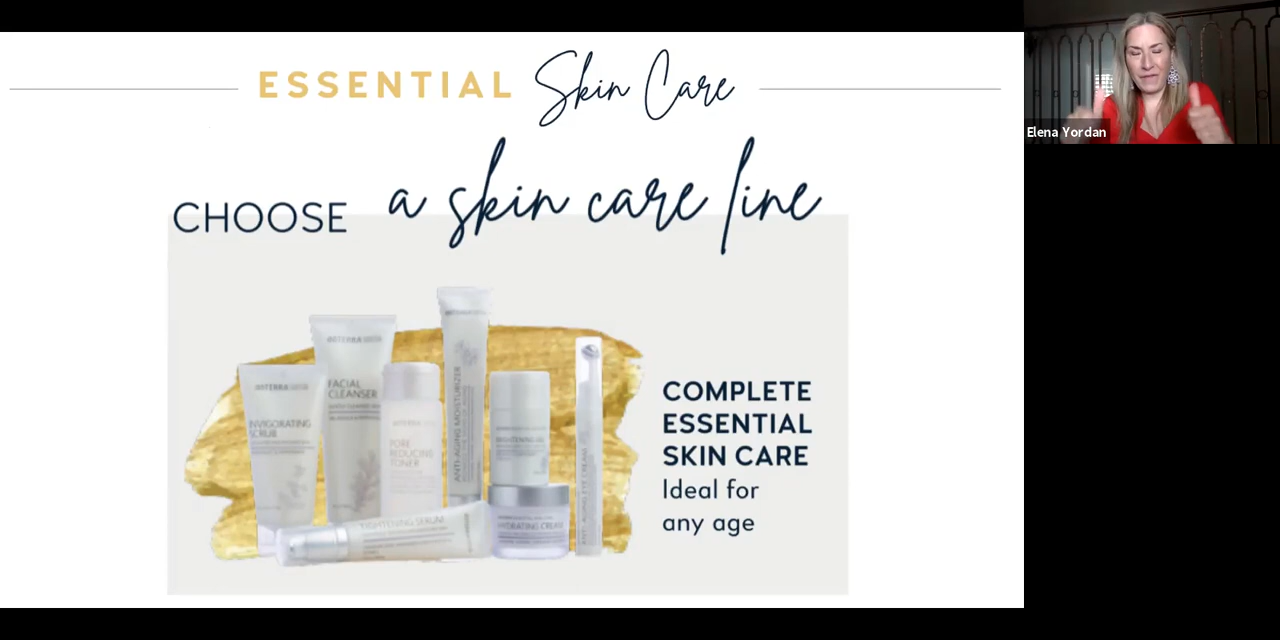 ESSENTIAL Skin Care
CHOOSE a skin care line
COMPLETE
ESSENTIAL
SKIN CARE
Ideal for
any age
INVIGORATING
SCRUB
FACIAL
CLEANSER
PORE
REDUCING
TONER
ANTI-AGING MOISTURIZER
TIGHTENING SERUM
HYDRATING CREAM
ANTI-AGING EYE CREAM
Elena Yordan